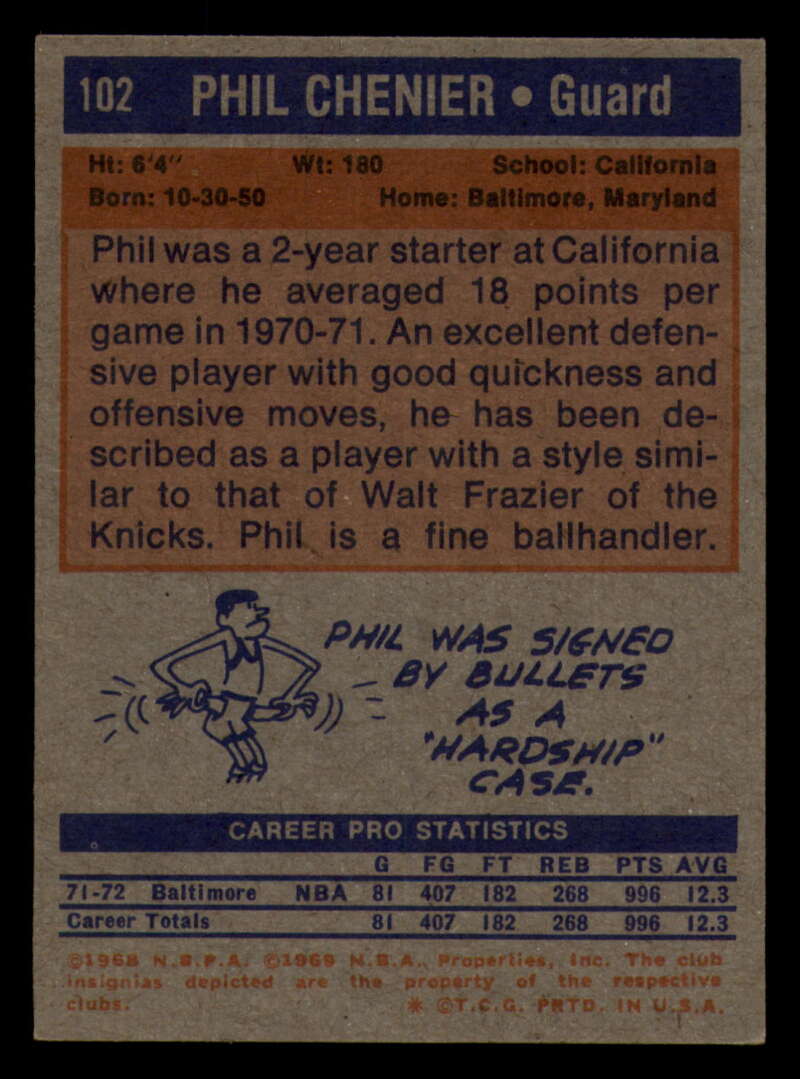 102 PHIL CHENIER • Guard
Ht: 6'4" Wt: 180 School: California
Born: 10-30-50 Home: Baltimore, Maryland
Phil was a 2-year starter at California
where he averaged 18 points per
game in 1970-71. An excellent defen-
sive player with good quickness and
offensive moves, he has been de-
scribed as a player with a style simi-
lar to that of Walt Frazier of the
Knicks. Phil is a fine ballhandler.
PHIL WAS SIGNED
BY BULLETS
AS A
"HARDSHIP"
CASE.
CAREER PRO STATISTICS
G FG FT REB PTS AVG
71-72 Baltimore NBA 81 407 182 268 996 12.3
Career Totals 81 407 182 268 996 12.3
©1968 N.B.P.A. ©1969 N.B.A. Properties, Inc. The club
insignias depicted are the property of the respective
clubs. * ©T.C.G. PRTD. IN U.S.A.